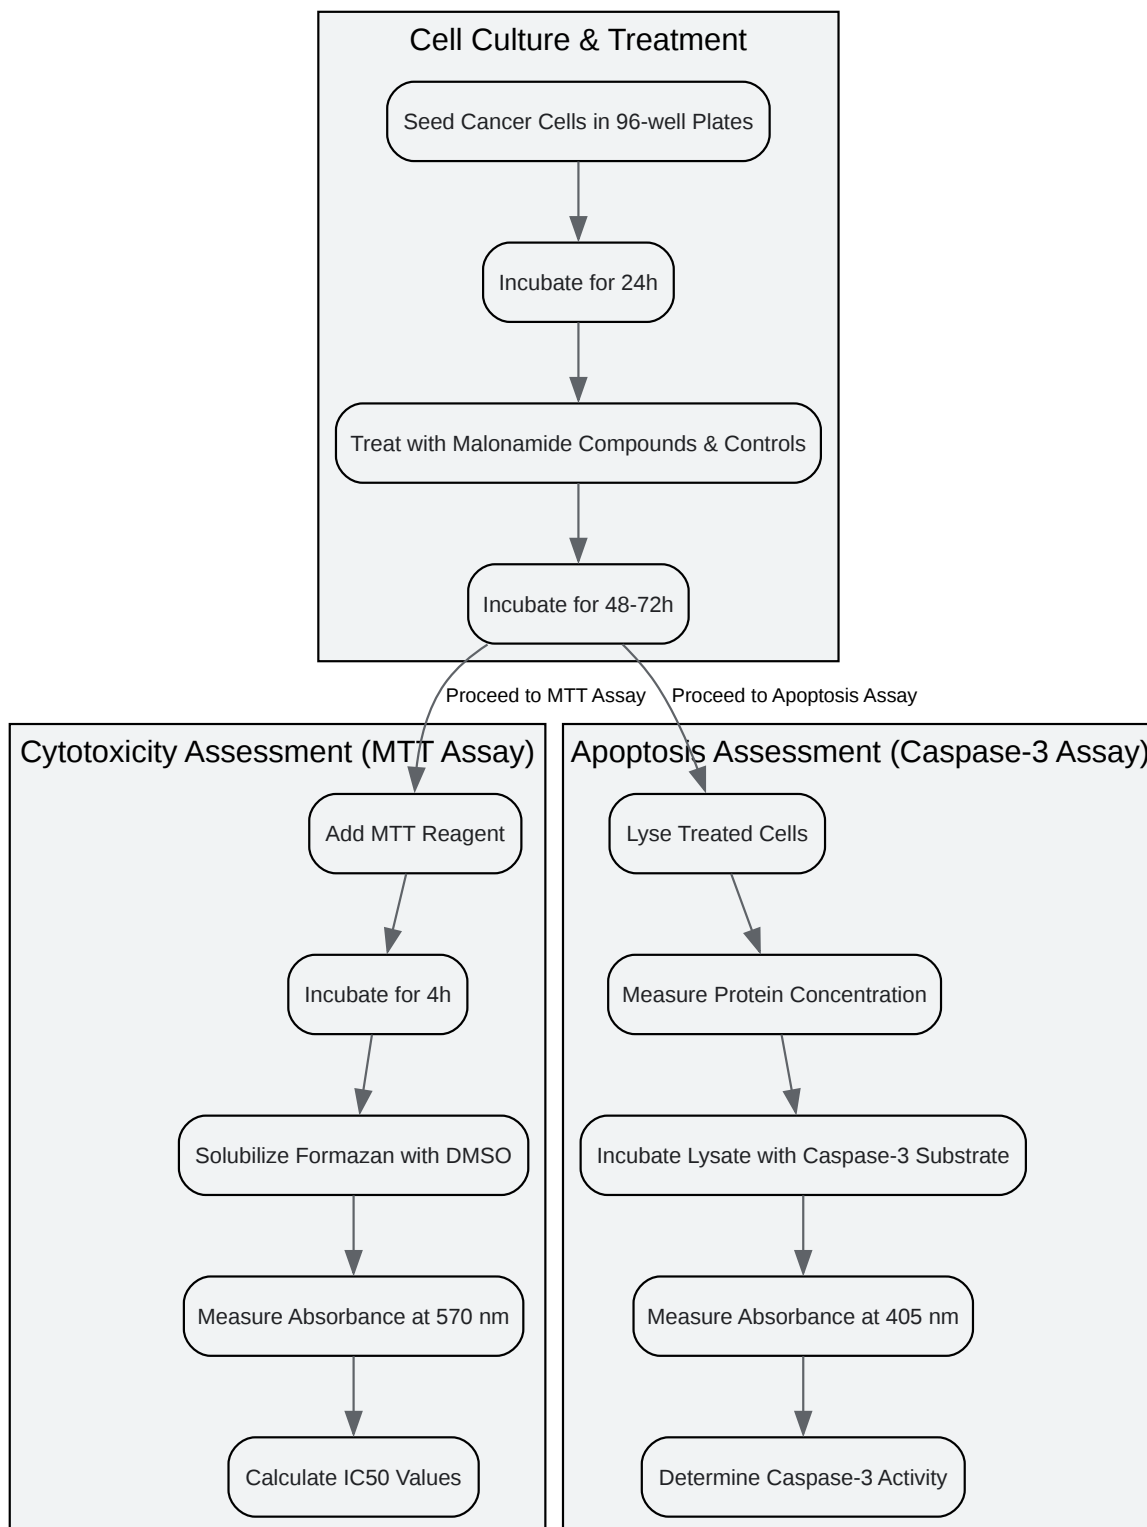 Cell Culture & Treatment
Seed Cancer Cells in 96-well Plates
Incubate for 24h
Treat with Malonamide Compounds & Controls
Incubate for 48-72h
Proceed to MTT Assay
Proceed to Apoptosis Assay
Cytotoxicity Assessment (MTT Assay)
Add MTT Reagent
Incubate for 4h
Solubilize Formazan with DMSO
Measure Absorbance at 570 nm
Calculate IC50 Values
Apoptosis Assessment (Caspase-3 Assay)
Lyse Treated Cells
Measure Protein Concentration
Incubate Lysate with Caspase-3 Substrate
Measure Absorbance at 405 nm
Determine Caspase-3 Activity